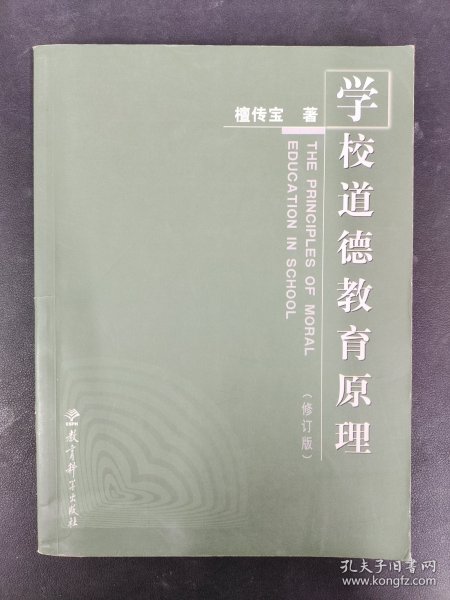 学校道德教育原理
檀传宝 著
THE PRINCIPLES OF MORAL
EDUCATION IN SCHOOL
(修订版)
ESPH
教育科学出版社
孔夫子旧书网
www.kongfz.com